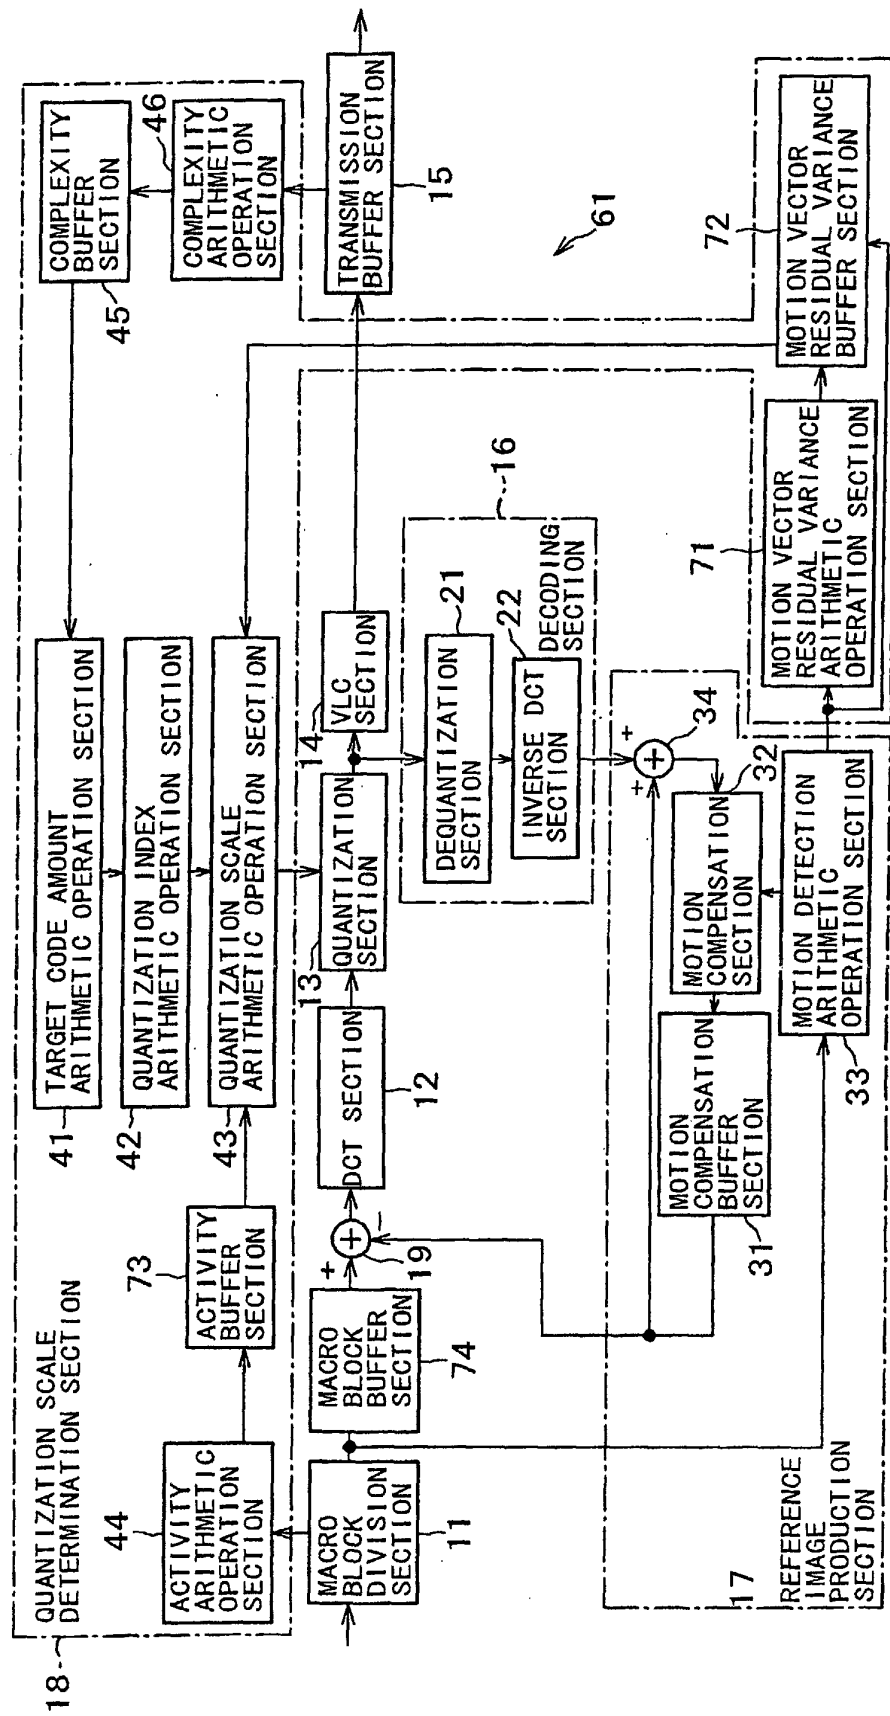 18
QUANTIZATION SCALE
DETERMINATION SECTION
41
TARGET CODE AMOUNT
ARITHMETIC OPERATION SECTION
45
COMPLEXITY
BUFFER
SECTION
42
QUANTIZATION INDEX
ARITHMETIC OPERATION SECTION
46
COMPLEXITY
ARITHMETIC
OPERATION
SECTION
44
ACTIVITY
ARITHMETIC
OPERATION
SECTION
73
ACTIVITY
BUFFER
SECTION
43
QUANTIZATION SCALE
ARITHMETIC OPERATION SECTION
MACRO
BLOCK
DIVISION
SECTION
11
MACRO
BLOCK
BUFFER
SECTION
74
+
+
-
19
DCT SECTION
12
13
QUANTIZATION
SECTION
14
VLC
SECTION
TRANSMISSION
BUFFER SECTION
15
16
21
DEQUANTIZATION
SECTION
22
INVERSE DCT
SECTION
DECODING
SECTION
61
17
REFERENCE
IMAGE
PRODUCTION
SECTION
+
+
+
34
32
MOTION
COMPENSATION
SECTION
MOTION
COMPENSATION
BUFFER
SECTION
31
33
MOTION DETECTION
ARITHMETIC
OPERATION SECTION
71
MOTION VECTOR
RESIDUAL VARIANCE
ARITHMETIC
OPERATION SECTION
72
MOTION VECTOR
RESIDUAL VARIANCE
BUFFER SECTION